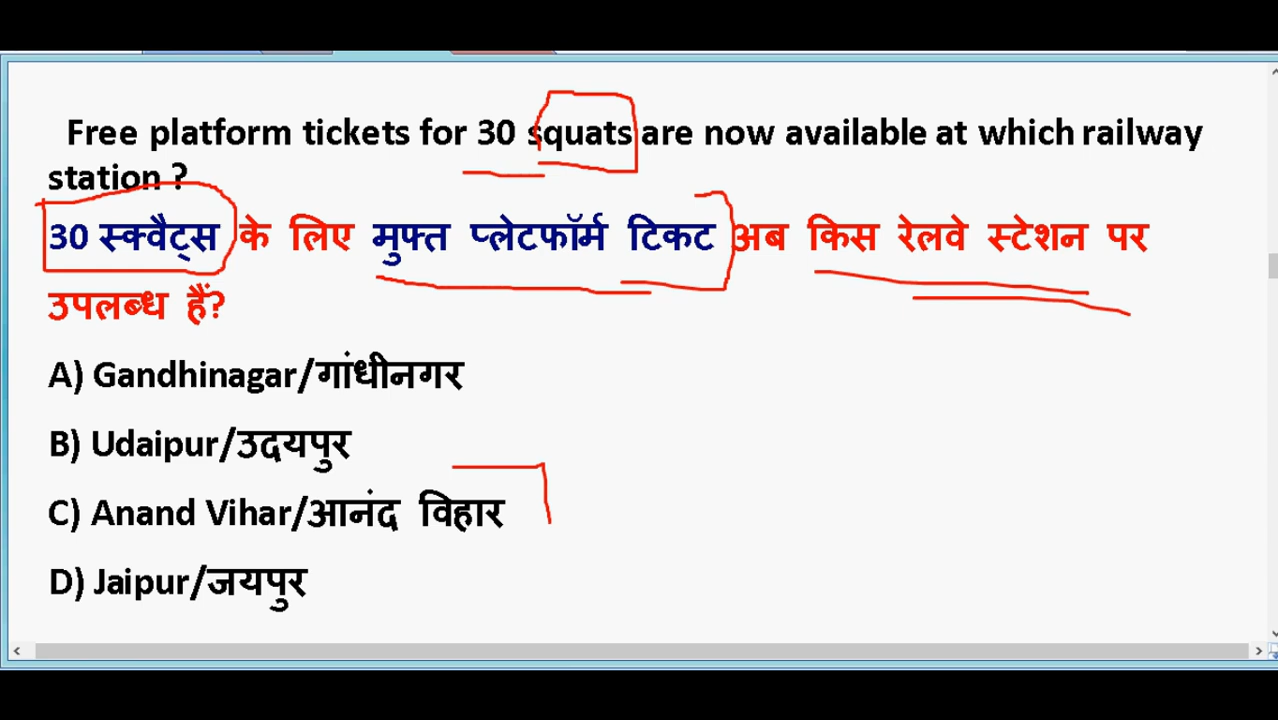 Free platform tickets for 30 squats are now available at which railway
station ?
30 स्क्वैट्स के लिए मुफ्त प्लेटफॉर्म टिकट अब किस रेलवे स्टेशन पर
उपलब्ध हैं?
A) Gandhinagar/गांधीनगर
B) Udaipur/उदयपुर
C) Anand Vihar/आनंद विहार
D) Jaipur/जयपुर